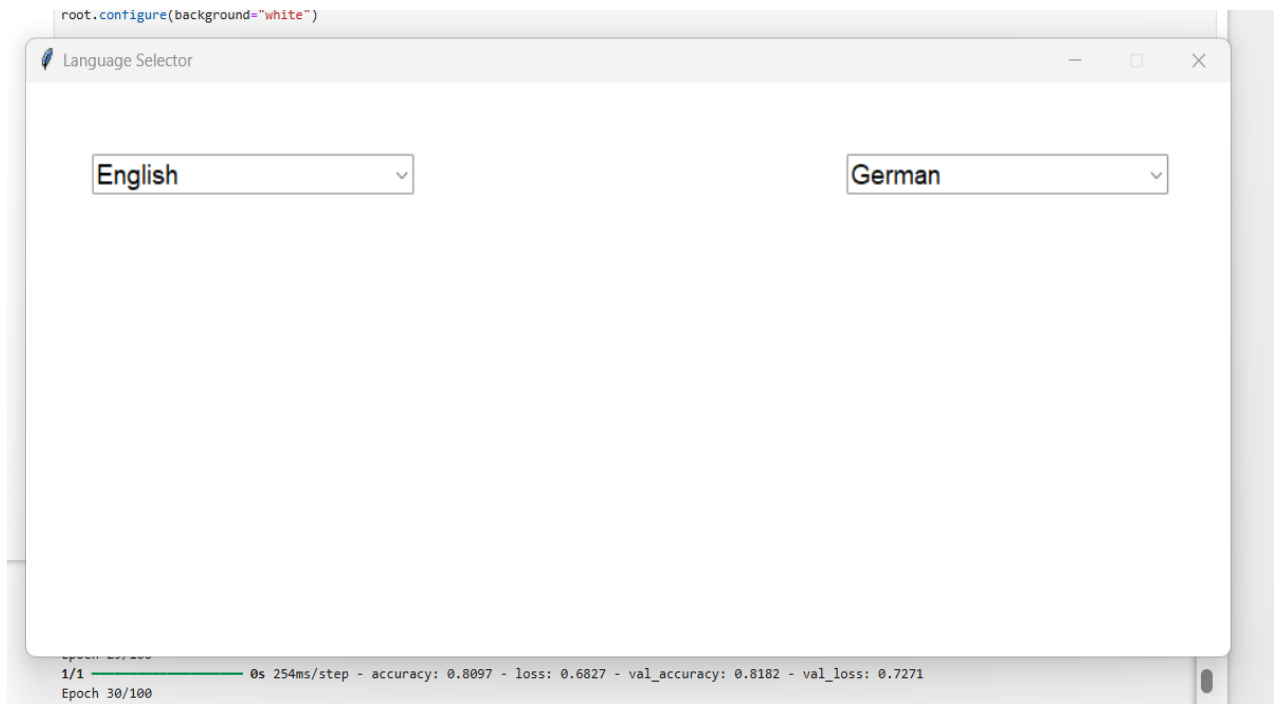 root.configure(background="white")
Language Selector
English German
1/1 0s 254ms/step - accuracy: 0.8097 - loss: 0.6827 - val_accuracy: 0.8182 - val_loss: 0.7271
Epoch 30/100